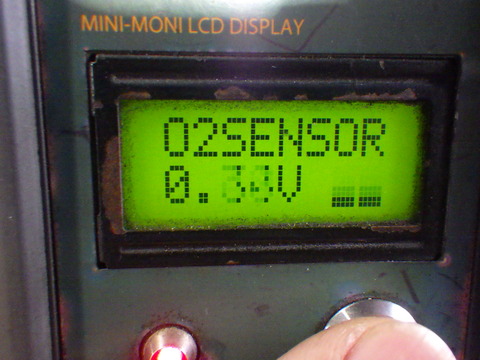 MINI-MONI LCD DISPLAY
O2SENSOR